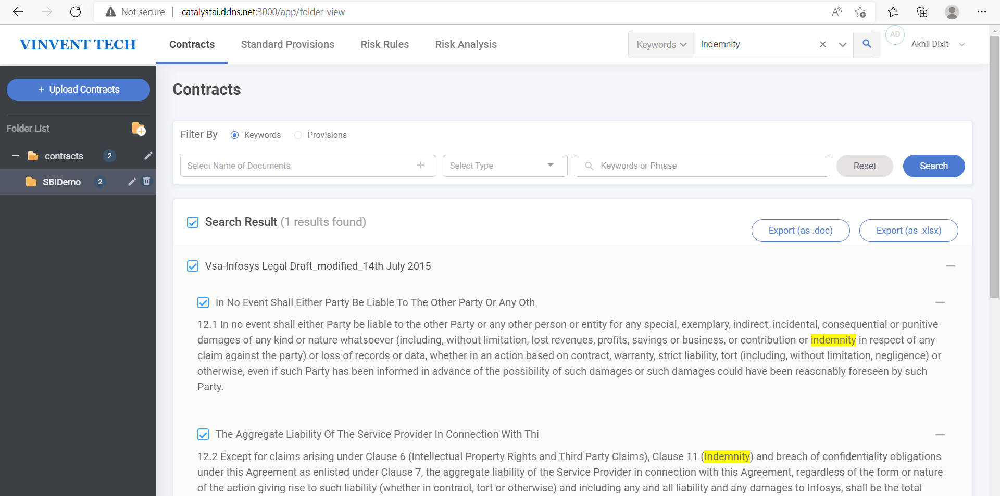 Not secure | catalystai.ddns.net:3000/app/folder-view
VINVENT TECH
Contracts
Standard Provisions
Risk Rules
Risk Analysis
Keywords
indemnity
AD
Akhil Dixit
+ Upload Contracts
Folder List
contracts 2
SBIDemo 2
Contracts
Filter By
Keywords
Provisions
Select Name of Documents
Select Type
Keywords or Phrase
Reset
Search
Search Result (1 results found)
Export (as .doc)
Export (as .xlsx)
Vsa-Infosys Legal Draft_modified_14th July 2015
In No Event Shall Either Party Be Liable To The Other Party Or Any Oth
12.1 In no event shall either Party be liable to the other Party or any other person or entity for any special, exemplary, indirect, incidental, consequential or punitive
damages of any kind or nature whatsoever (including, without limitation, lost revenues, profits, savings or business, or contribution or indemnity in respect of any
claim against the party) or loss of records or data, whether in an action based on contract, warranty, strict liability, tort (including, without limitation, negligence) or
otherwise, even if such Party has been informed in advance of the possibility of such damages or such damages could have been reasonably foreseen by such
Party.
The Aggregate Liability Of The Service Provider In Connection With Thi
12.2 Except for claims arising under Clause 6 (Intellectual Property Rights and Third Party Claims), Clause 11 (Indemnity) and breach of confidentiality obligations
under this Agreement as enlisted under Clause 7, the aggregate liability of the Service Provider in connection with this Agreement, regardless of the form or nature
of the action giving rise to such liability (whether in contract, tort or otherwise) and including any and all liability and any damages to Infosys, shall be the total